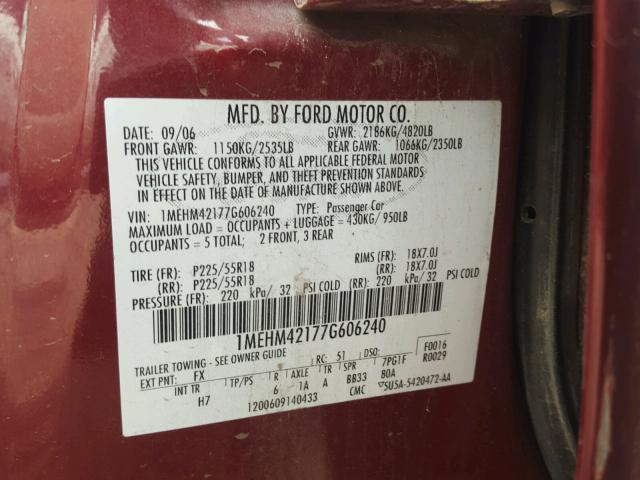 MFD. BY FORD MOTOR CO.
DATE: 09/06 GVWR: 2186KG/4820LB
FRONT GAWR: 1150KG/2535LB REAR GAWR: 1066KG/2350LB
THIS VEHICLE CONFORMS TO ALL APPLICABLE FEDERAL MOTOR
VEHICLE SAFETY, BUMPER, AND THEFT PREVENTION STANDARDS
IN EFFECT ON THE DATE OF MANUFACTURE SHOWN ABOVE.
VIN: 1MEHM42177G606240 TYPE: Passenger Car
MAXIMUM LOAD = OCCUPANTS + LUGGAGE = 430KG/ 950LB
OCCUPANTS = 5 TOTAL; 2 FRONT, 3 REAR
TIRE (FR): P225/55R18 RIMS (FR): 18X7.0J
(RR): P225/55R18 (RR): 18X7.0J
PRESSURE (FR): 220 kPa/ 32 PSI COLD (RR): 220 kPa/ 32 PSI COLD
1MEHM42177G606240
TRAILER TOWING - SEE OWNER GUIDE RC: 51 DSO: F0016
EXT PNT: FX 7PGTF R0029
INT TR TP/PS R AXLE TR SPR
H7 6 1A A BB33 80A
1200609140433 CMC ▽5U5A-5420472-AA